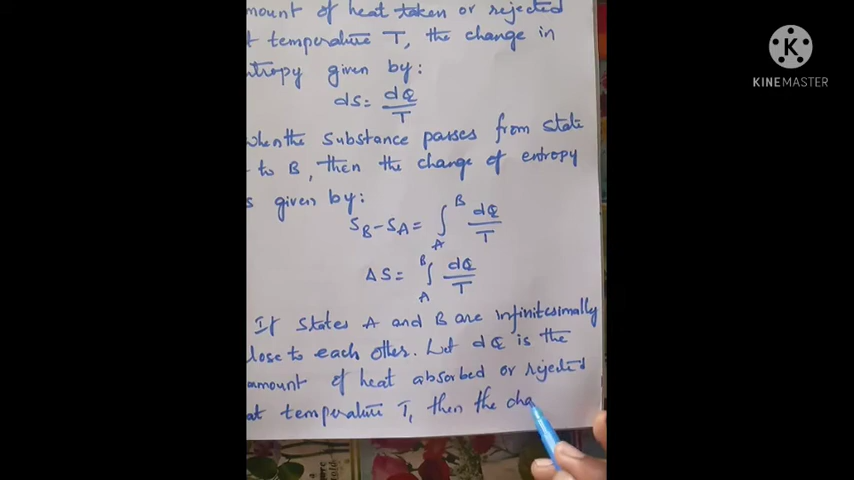 mount of heat taken or rejected
t temperature T, the change in
ntropy given by:
dS = dQ/T
when the substance passes from state
to B, then the change of entropy
s given by:
S_B - S_A = ∫_A^B dQ/T
ΔS = ∫_A^B dQ/T
If states A and B are infinitesimally
lose to each other. Let dQ is the
amount of heat absorbed or rejected
at temperature T, then the cha
K
KINEMASTER